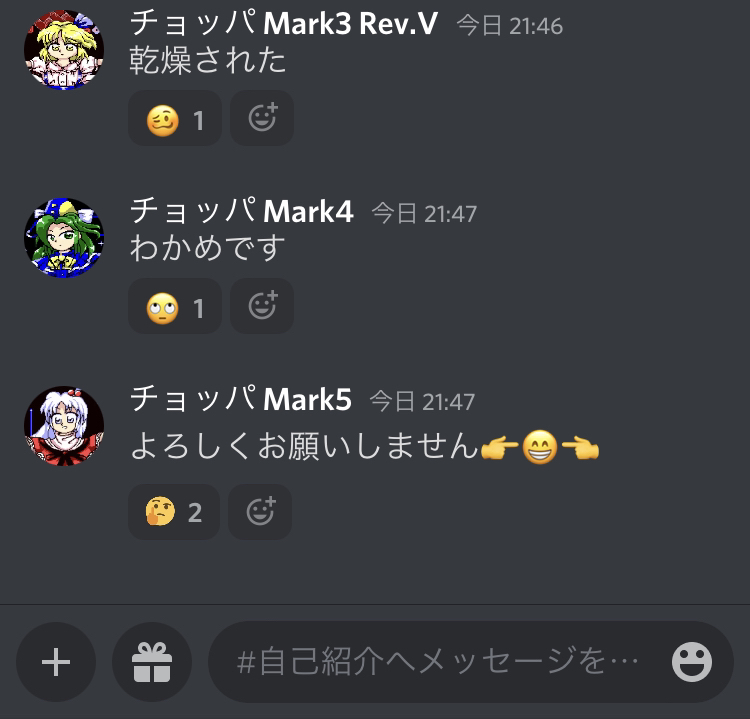 チョッパ Mark3 Rev.V 今日 21:46
乾燥された
1
チョッパ Mark4 今日 21:47
わかめです
1
チョッパ Mark5 今日 21:47
よろしくお願いしません👉😁👈
2
#自己紹介へメッセージを…